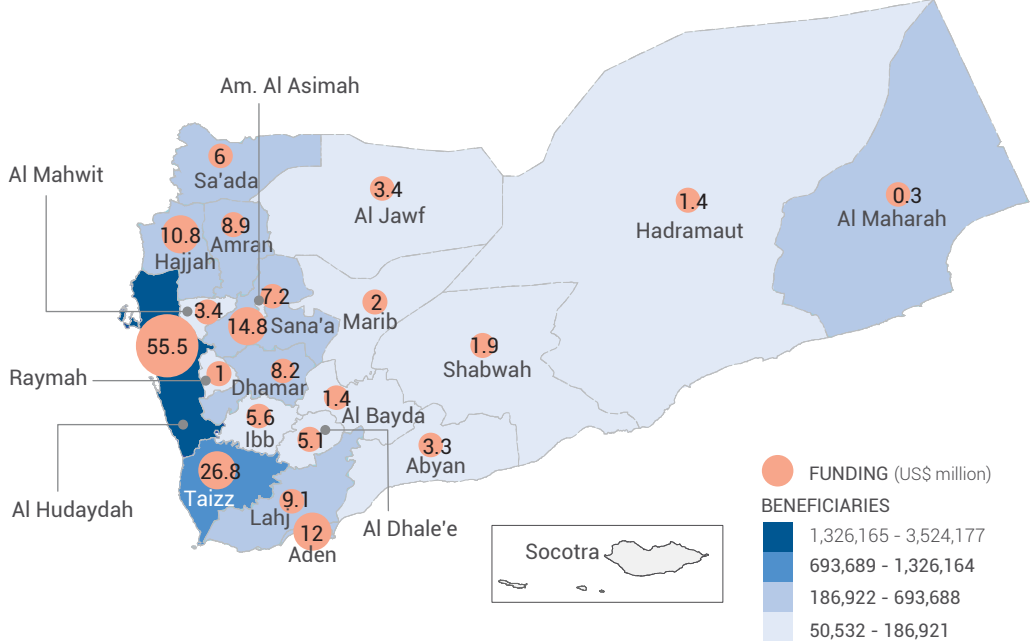 Am. Al Asimah
6
Sa'ada
Al Mahwit
3.4
Al Jawf
0.3
Al Maharah
1.4
Hadramaut
10.8
Hajjah
8.9
Amran
7.2
3.4
2
Marib
14.8
Sana'a
55.5
1.9
Shabwah
Raymah
1
8.2
Dhamar
1.4
Al Bayda
5.6
Ibb
5.1
3.3
Abyan
26.8
Taizz
FUNDING (US$ million)
9.1
Lahj
Al Hudaydah
Al Dhale'e
BENEFICIARIES
12
Aden
1,326,165 - 3,524,177
Socotra
693,689 - 1,326,164
186,922 - 693,688
50,532 - 186,921